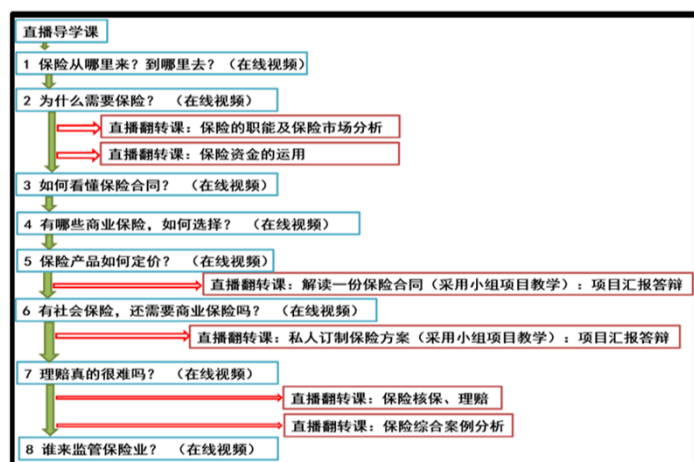 直播导学课
1 保险从哪里来？到哪里去？（在线视频）
2 为什么需要保险？ （在线视频）
直播翻转课：保险的职能及保险市场分析
直播翻转课：保险资金的运用
3 如何看懂保险合同？ （在线视频）
4 有哪些商业保险，如何选择？ （在线视频）
5 保险产品如何定价？ （在线视频）
直播翻转课：解读一份保险合同（采用小组项目教学）：项目汇报答辩
6 有社会保险，还需要商业保险吗？ （在线视频）
直播翻转课：私人订制保险方案（采用小组项目教学）：项目汇报答辩
7 理赔真的很难吗？ （在线视频）
直播翻转课：保险核保、理赔
直播翻转课：保险综合案例分析
8 谁来监管保险业？ （在线视频）